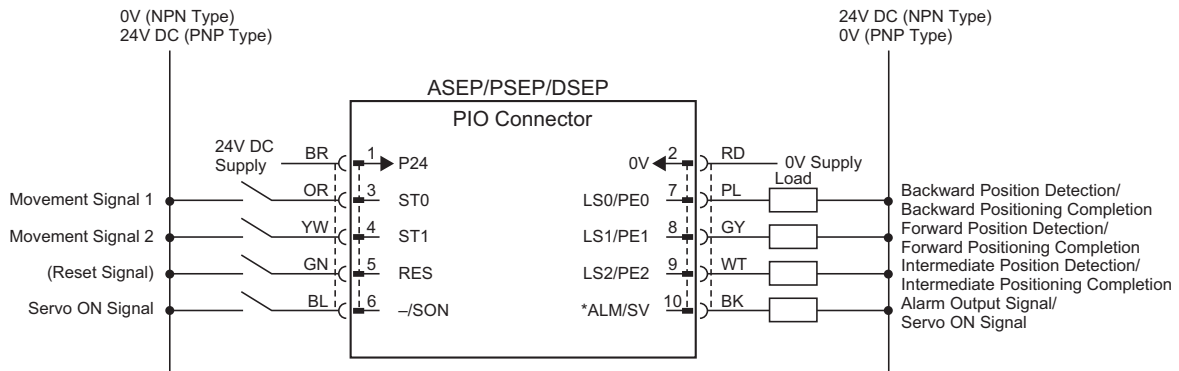 0V (NPN Type)
24V DC (PNP Type)
24V DC (NPN Type)
0V (PNP Type)
ASEP/PSEP/DSEP
PIO Connector
24V DC
Supply
BR
1
P24
0V
2
RD
0V Supply
Load
Movement Signal 1
OR
3
ST0
LS0/PE0
7
PL
Backward Position Detection/
Backward Positioning Completion
Movement Signal 2
YW
4
ST1
LS1/PE1
8
GY
Forward Position Detection/
Forward Positioning Completion
(Reset Signal)
GN
5
RES
LS2/PE2
9
WT
Intermediate Position Detection/
Intermediate Positioning Completion
Servo ON Signal
BL
6
–/SON
*ALM/SV
10
BK
Alarm Output Signal/
Servo ON Signal